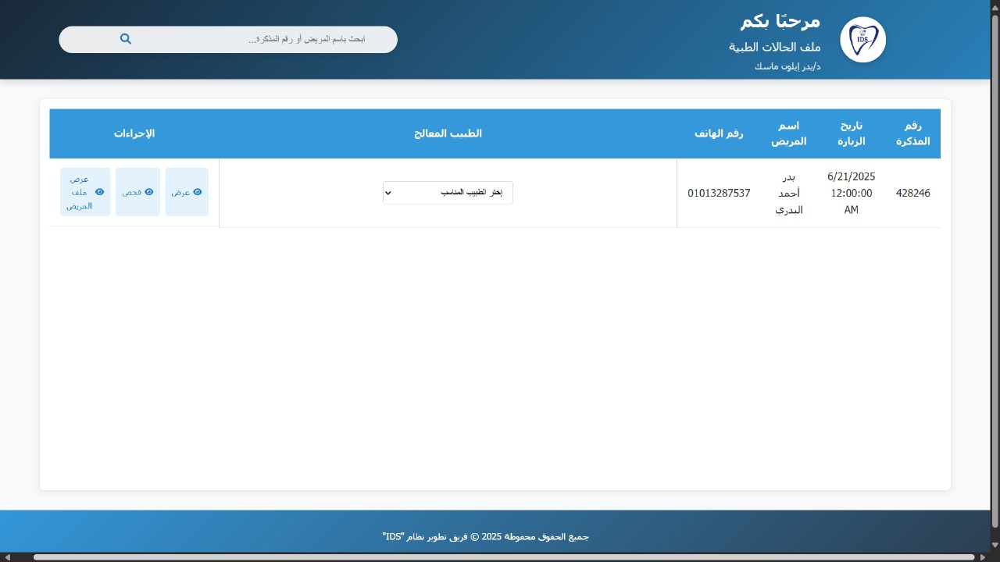 IDS
مرحبًا بكم
ملف الحالات الطبية
د/بدر إيلون ماسك
ابحث باسم المريض أو رقم المذكرة...
رقم المذكرة
تاريخ الزيارة
اسم المريض
رقم الهاتف
الطبيب المعالج
الإجراءات
428246
6/21/2025 12:00:00 AM
بدر أحمد البدري
01013287537
إختر الطبيب المناسب
عرض
فحص
عرض ملف المريض
جميع الحقوق محفوظة 2025 © فريق تطوير نظام "IDS"